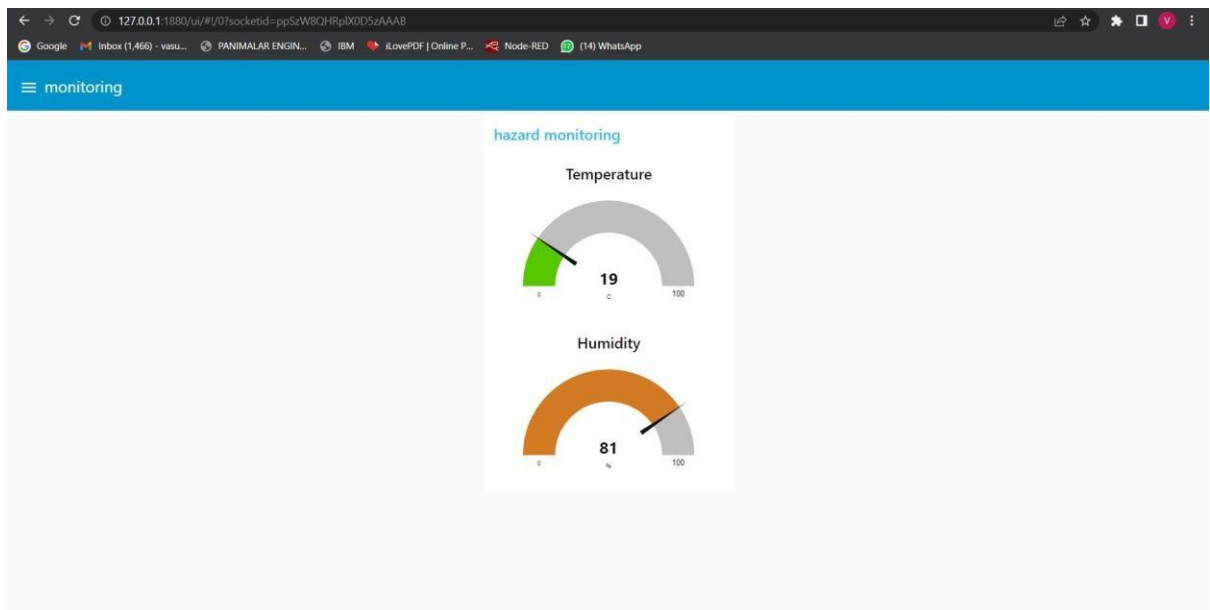 127.0.0.1:1880/ui/#!/0?socketid=ppSzW8QHRplX0D5zAAAB
V
Google Inbox (1,466) - vasu... PANIMALAR ENGIN... IBM iLovePDF | Online P... Node-RED (14) WhatsApp
monitoring
hazard monitoring
Temperature
19
0 C 100
Humidity
81
0 % 100